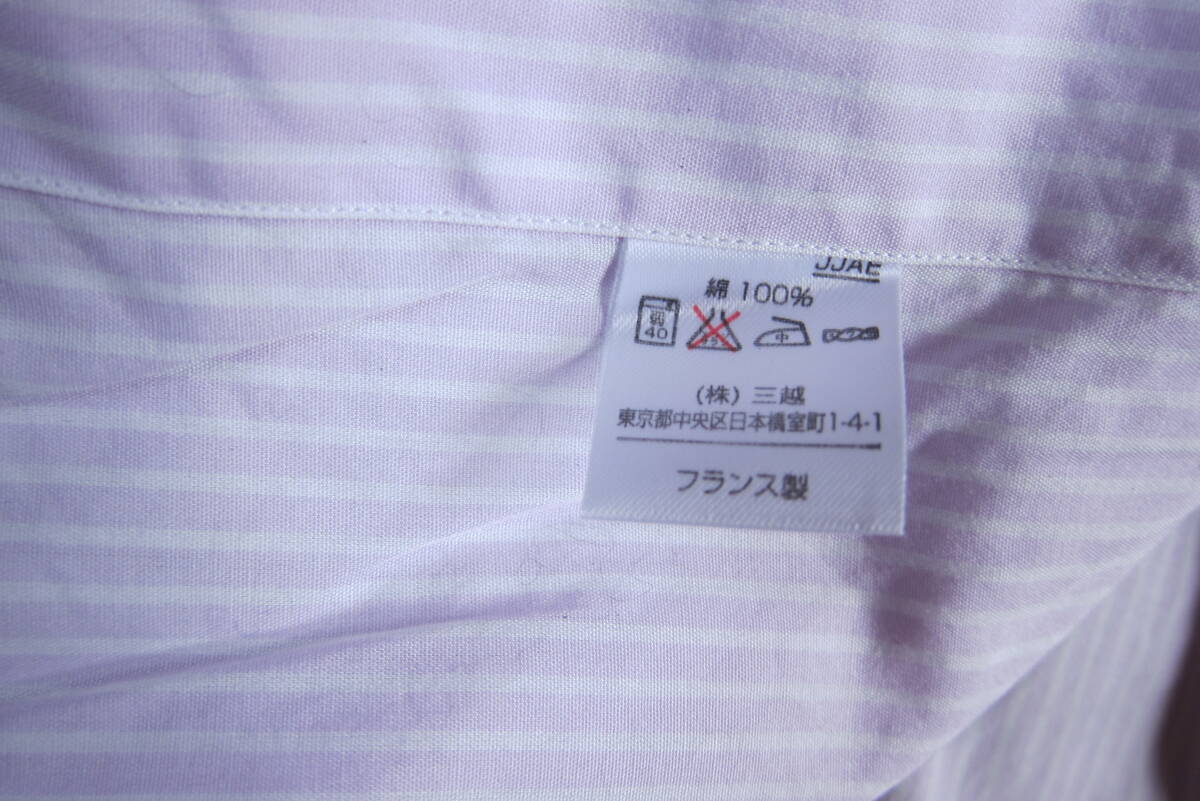 JJAE
綿 100%
弱 40 中
(株) 三越
東京都中央区日本橋室町1-4-1
フランス製